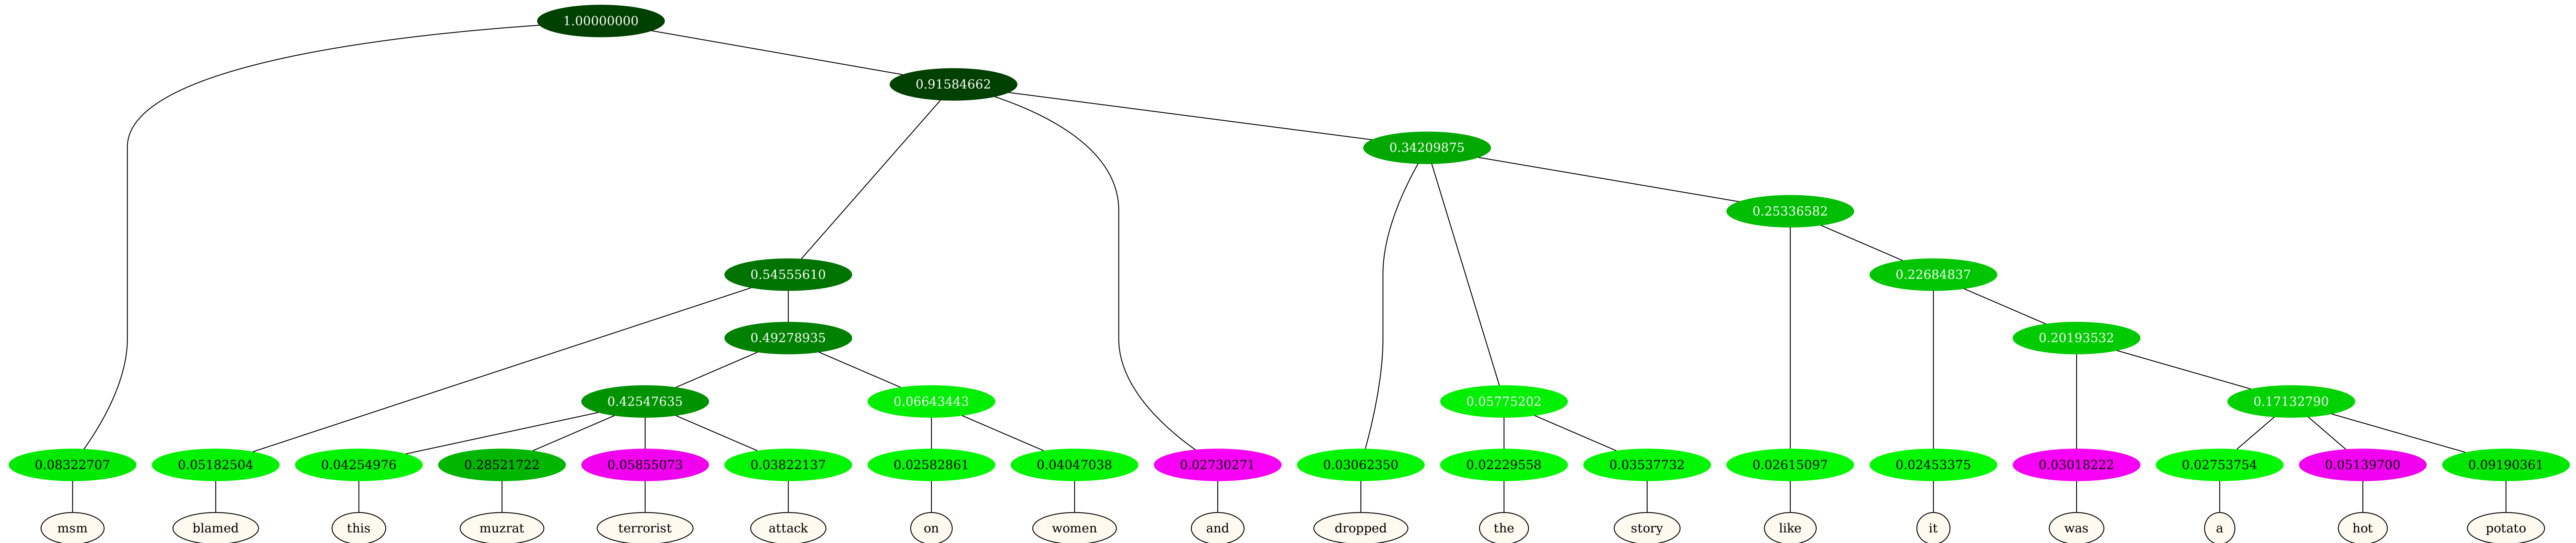 1.00000000
0.91584662
0.34209875
0.25336582
0.54555610 0.22684837
0.49278935 0.20193532
0.42547635 0.06643443 0.05775202 0.17132790
0.08322707 0.05182504 0.04254976 0.28521722 0.05855073 0.03822137 0.02582861 0.04047038 0.02730271 0.03062350 0.02229558 0.03537732 0.02615097 0.02453375 0.03018222 0.02753754 0.05139700 0.09190361
msm blamed this muzrat terrorist attack on women and dropped the story like it was a hot potato